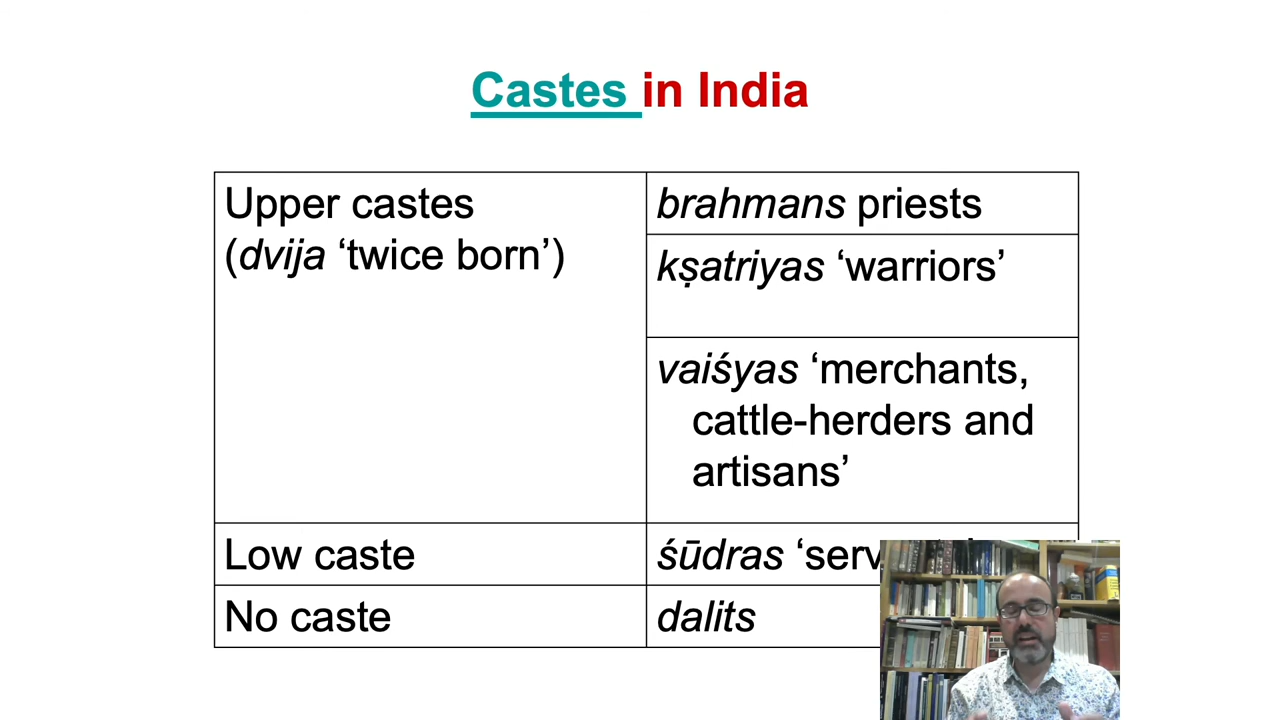 Castes in India
Upper castes
(dvija ‘twice born’)
brahmans priests
kṣatriyas ‘warriors’
vaiśyas ‘merchants,
cattle-herders and
artisans’
Low caste
śūdras
No caste
dalits